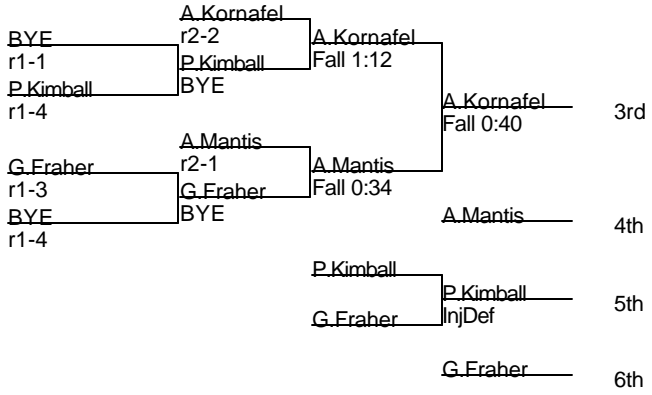 A.Kornafel
BYE
r2-2
A.Kornafel
r1-1
P.Kimball
Fall 1:12
P.Kimball
BYE
r1-4
A.Kornafel
3rd
Fall 0:40
A.Mantis
G.Fraher
r2-1
A.Mantis
r1-3
G.Fraher
Fall 0:34
BYE
BYE
A.Mantis
4th
r1-4
P.Kimball
P.Kimball
5th
G.Fraher
InjDef
G.Fraher
6th